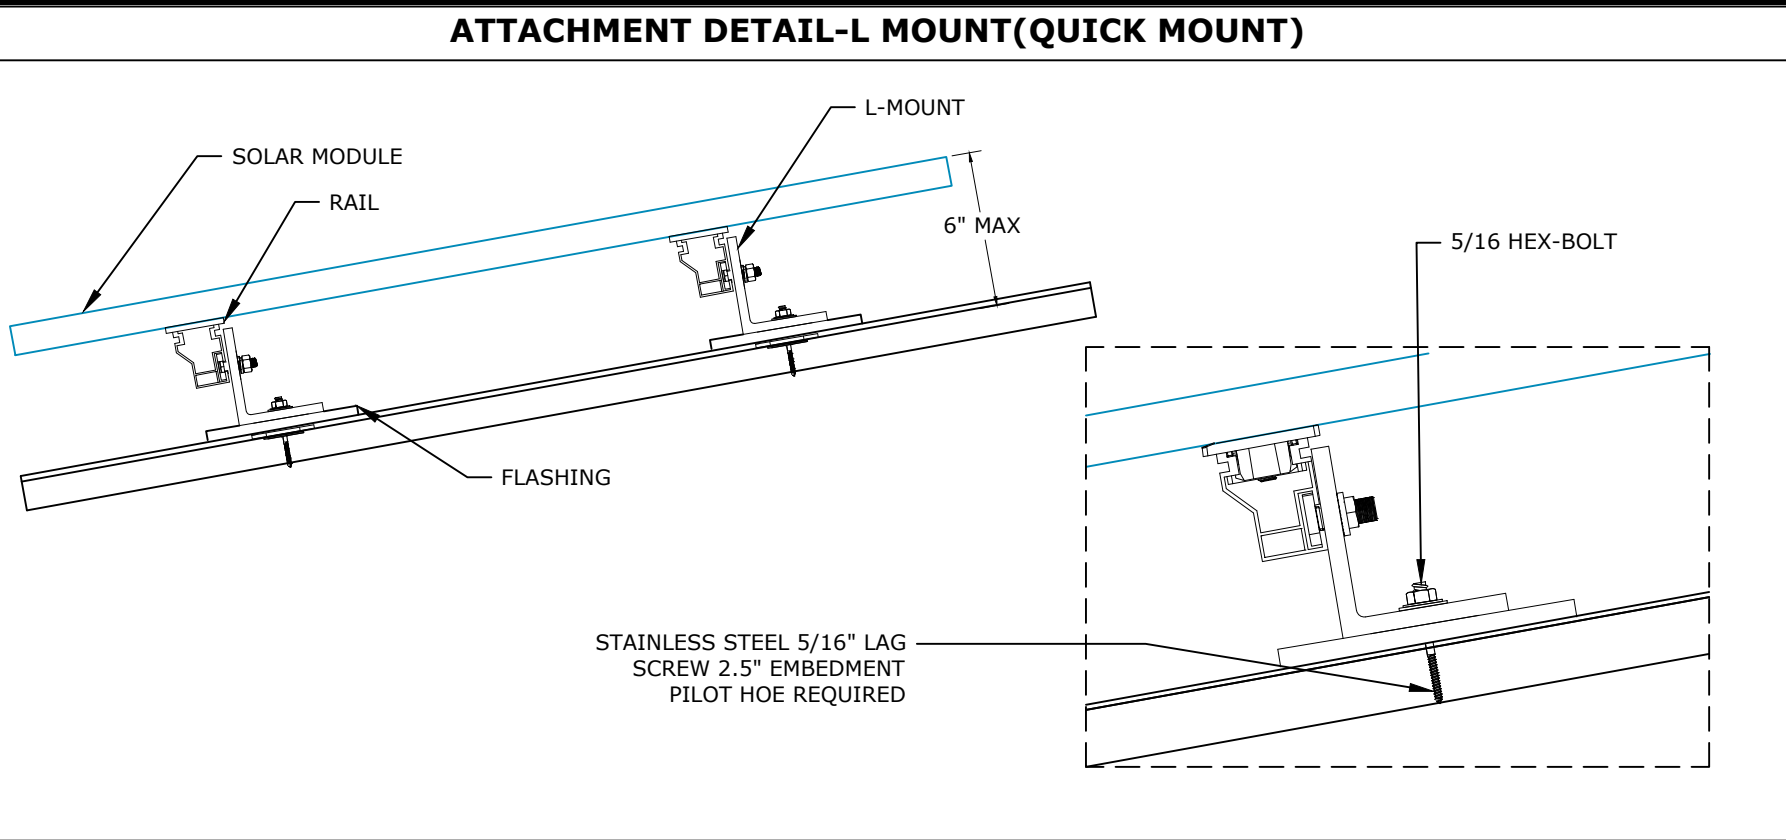 ATTACHMENT DETAIL-L MOUNT(QUICK MOUNT)
L-MOUNT
SOLAR MODULE
RAIL
6" MAX
5/16 HEX-BOLT
FLASHING
STAINLESS STEEL 5/16" LAG
SCREW 2.5" EMBEDMENT
PILOT HOE REQUIRED